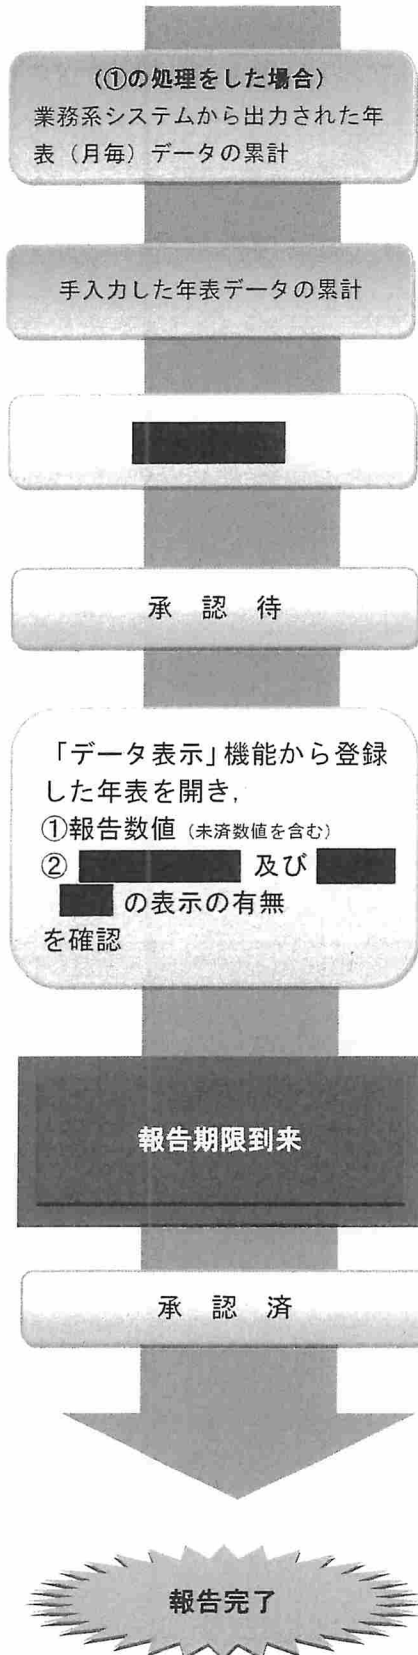 (①の処理をした場合)
業務系システムから出力された年
表(月毎)データの累計
手入力した年表データの累計
承 認 待
「データ表示」機能から登録
した年表を開き,
①報告数値(未済数値を含む)
② 及び
の表示の有無
を確認
報告期限到来
承 認 済
報告完了